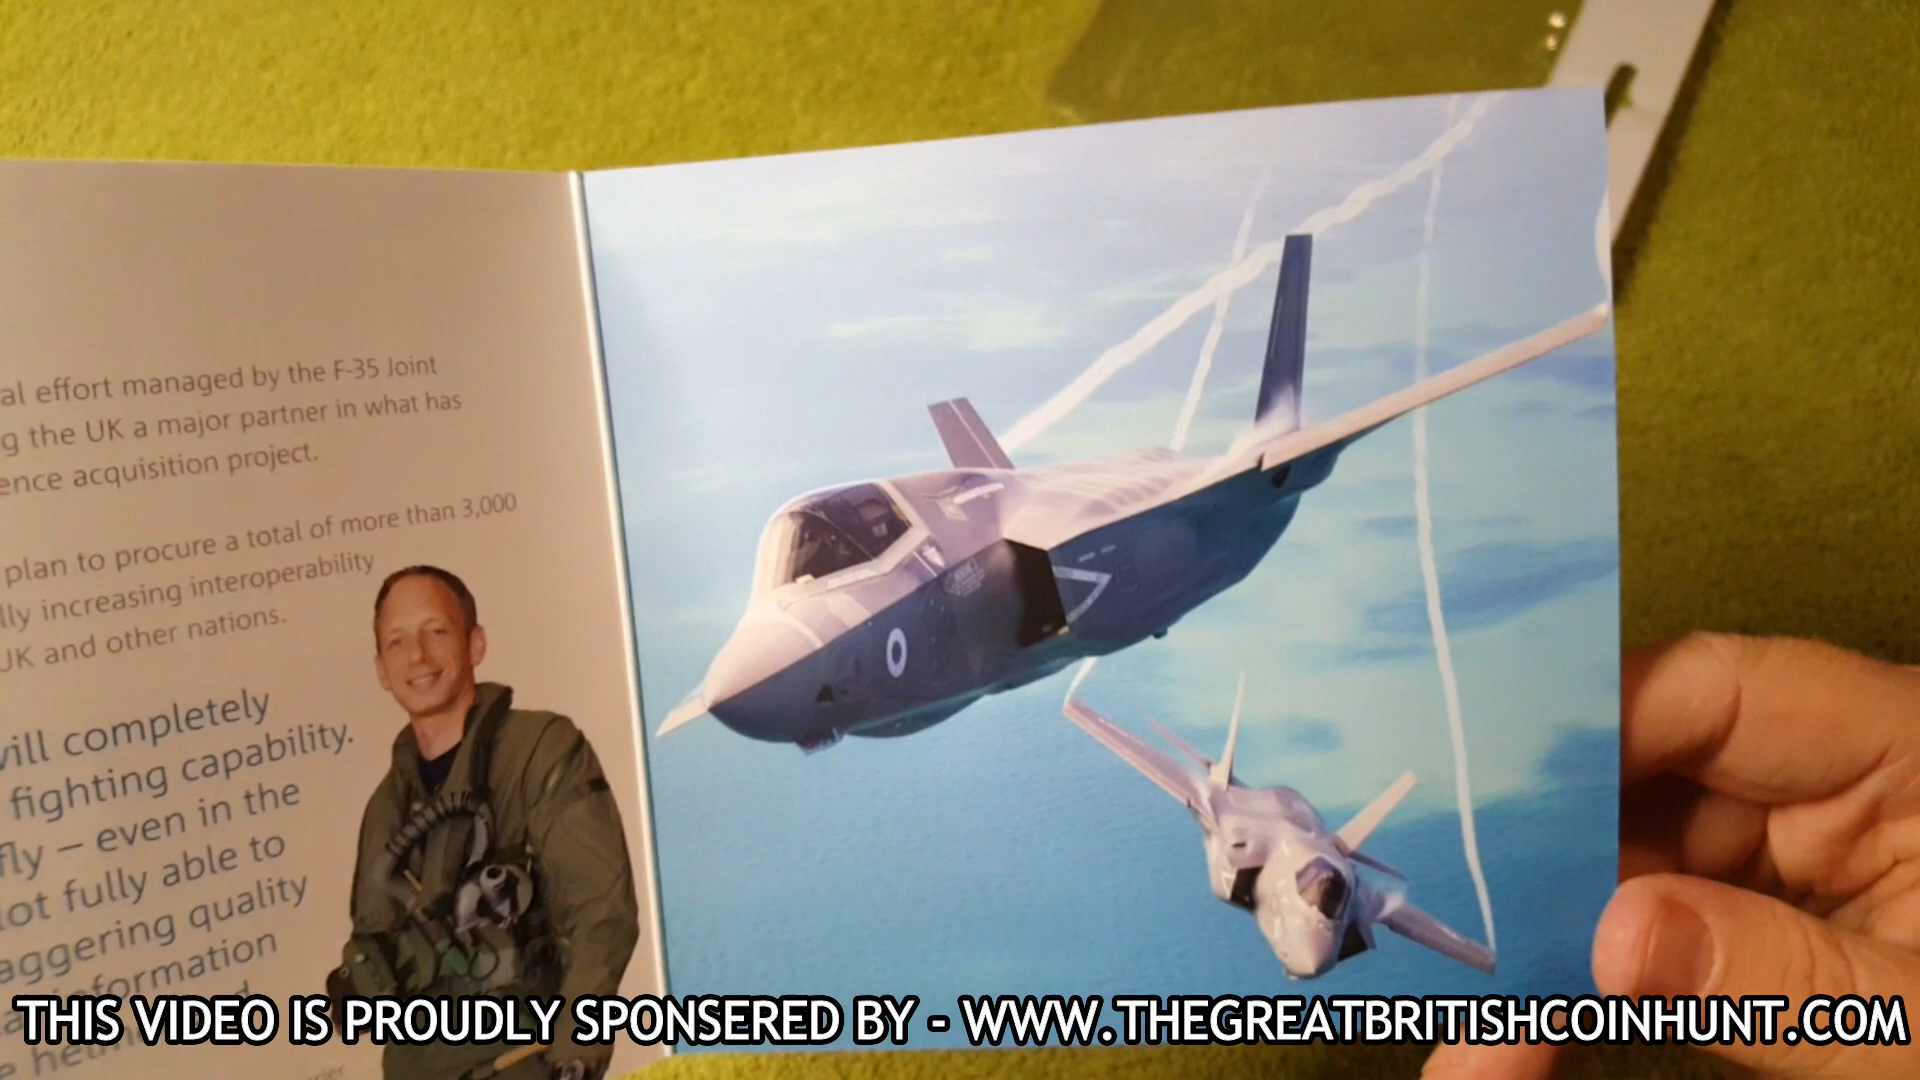 al effort managed by the F-35 Joint
g the UK a major partner in what has
ence acquisition project.
plan to procure a total of more than 3,000
lly increasing interoperability
UK and other nations.
will completely
fighting capability.
fly – even in the
lot fully able to
aggering quality
information
THIS VIDEO IS PROUDLY SPONSERED BY - WWW.THEGREATBRITISHCOINHUNT.COM